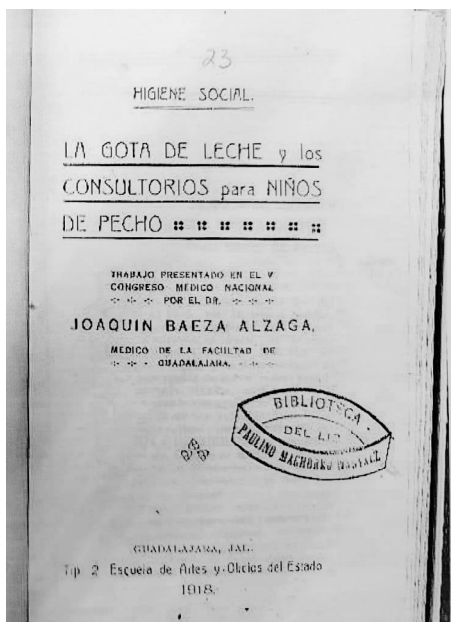 23
HIGIENE SOCIAL.
LA GOTA DE LECHE y los
CONSULTORIOS para NIÑOS
DE PECHO
TRABAJO PRESENTADO EN EL V
CONGRESO MEDICO NACIONAL
POR EL DR.
JOAQUIN BAEZA ALZAGA,
MEDICO DE LA FACULTAD DE
GUADALAJARA.
BIBLIOTECA
DEL LIC
PAULINO MACHORRO
GUADALAJARA, JAL.
Tip. 2 Escuela de Artes y Oficios del Estado
1918.